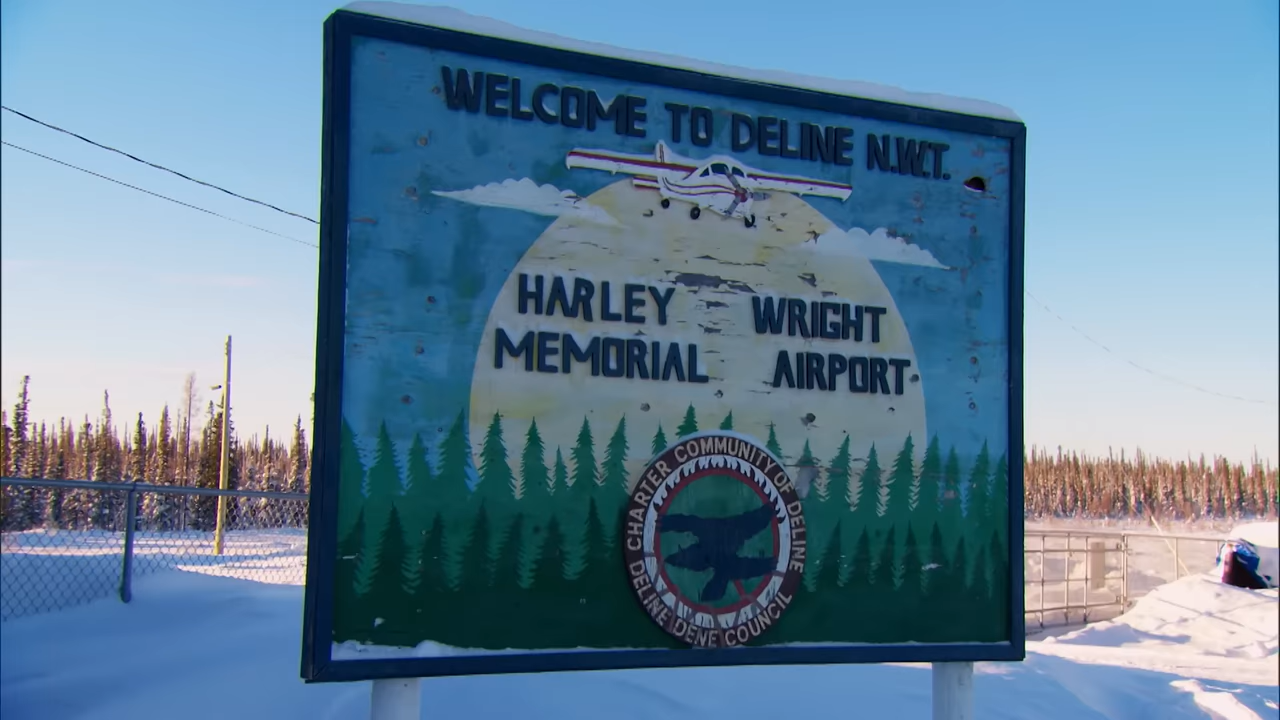 WELCOME TO DELINE N.W.T.
HARLEY WRIGHT
MEMORIAL AIRPORT
CHARTER COMMUNITY OF DELINE
DELINE DENE COUNCIL